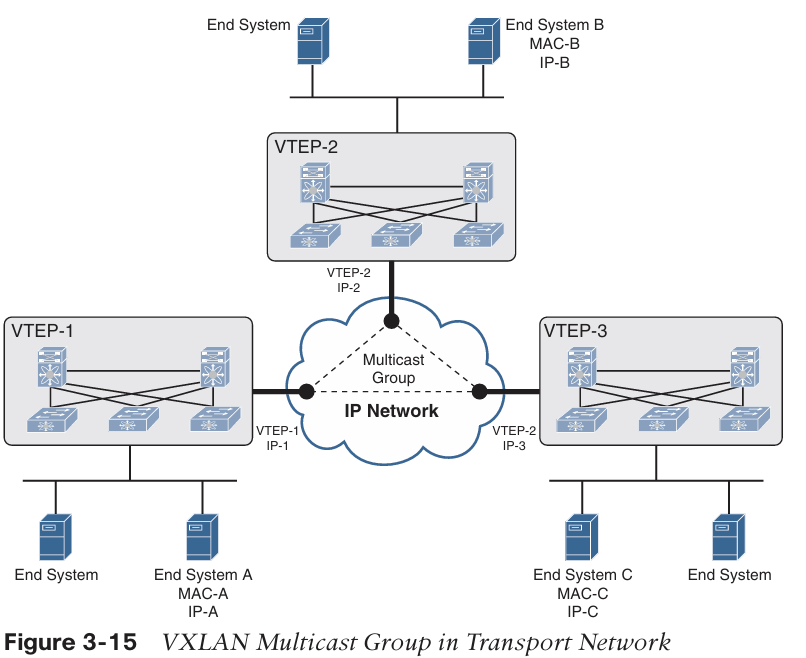 End System
End System B
MAC-B
IP-B
VTEP-2
VTEP-2
IP-2
VTEP-1
VTEP-3
Multicast
Group
IP Network
VTEP-1
IP-1
VTEP-2
IP-3
End System
End System A
MAC-A
IP-A
End System C
MAC-C
IP-C
End System
Figure 3-15 VXLAN Multicast Group in Transport Network